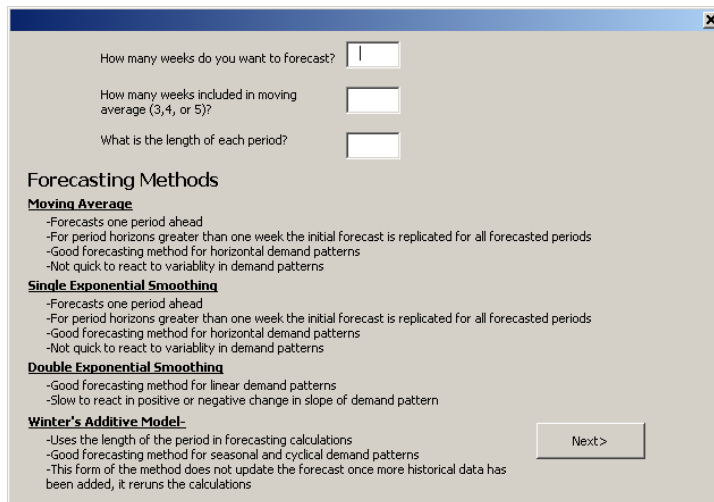 How many weeks do you want to forecast?
How many weeks included in moving
average (3,4, or 5)?
What is the length of each period?
Forecasting Methods
Moving Average
-Forecasts one period ahead
-For period horizons greater than one week the initial forecast is replicated for all forecasted periods
-Good forecasting method for horizontal demand patterns
-Not quick to react to variablity in demand patterns
Single Exponential Smoothing
-Forecasts one period ahead
-For period horizons greater than one week the initial forecast is replicated for all forecasted periods
-Good forecasting method for horizontal demand patterns
-Not quick to react to variablity in demand patterns
Double Exponential Smoothing
-Good forecasting method for linear demand patterns
-Slow to react in positive or negative change in slope of demand pattern
Winter's Additive Model-
-Uses the length of the period in forecasting calculations
-Good forecasting method for seasonal and cyclical demand patterns
-This form of the method does not update the forecast once more historical data has
been added, it reruns the calculations
Next>